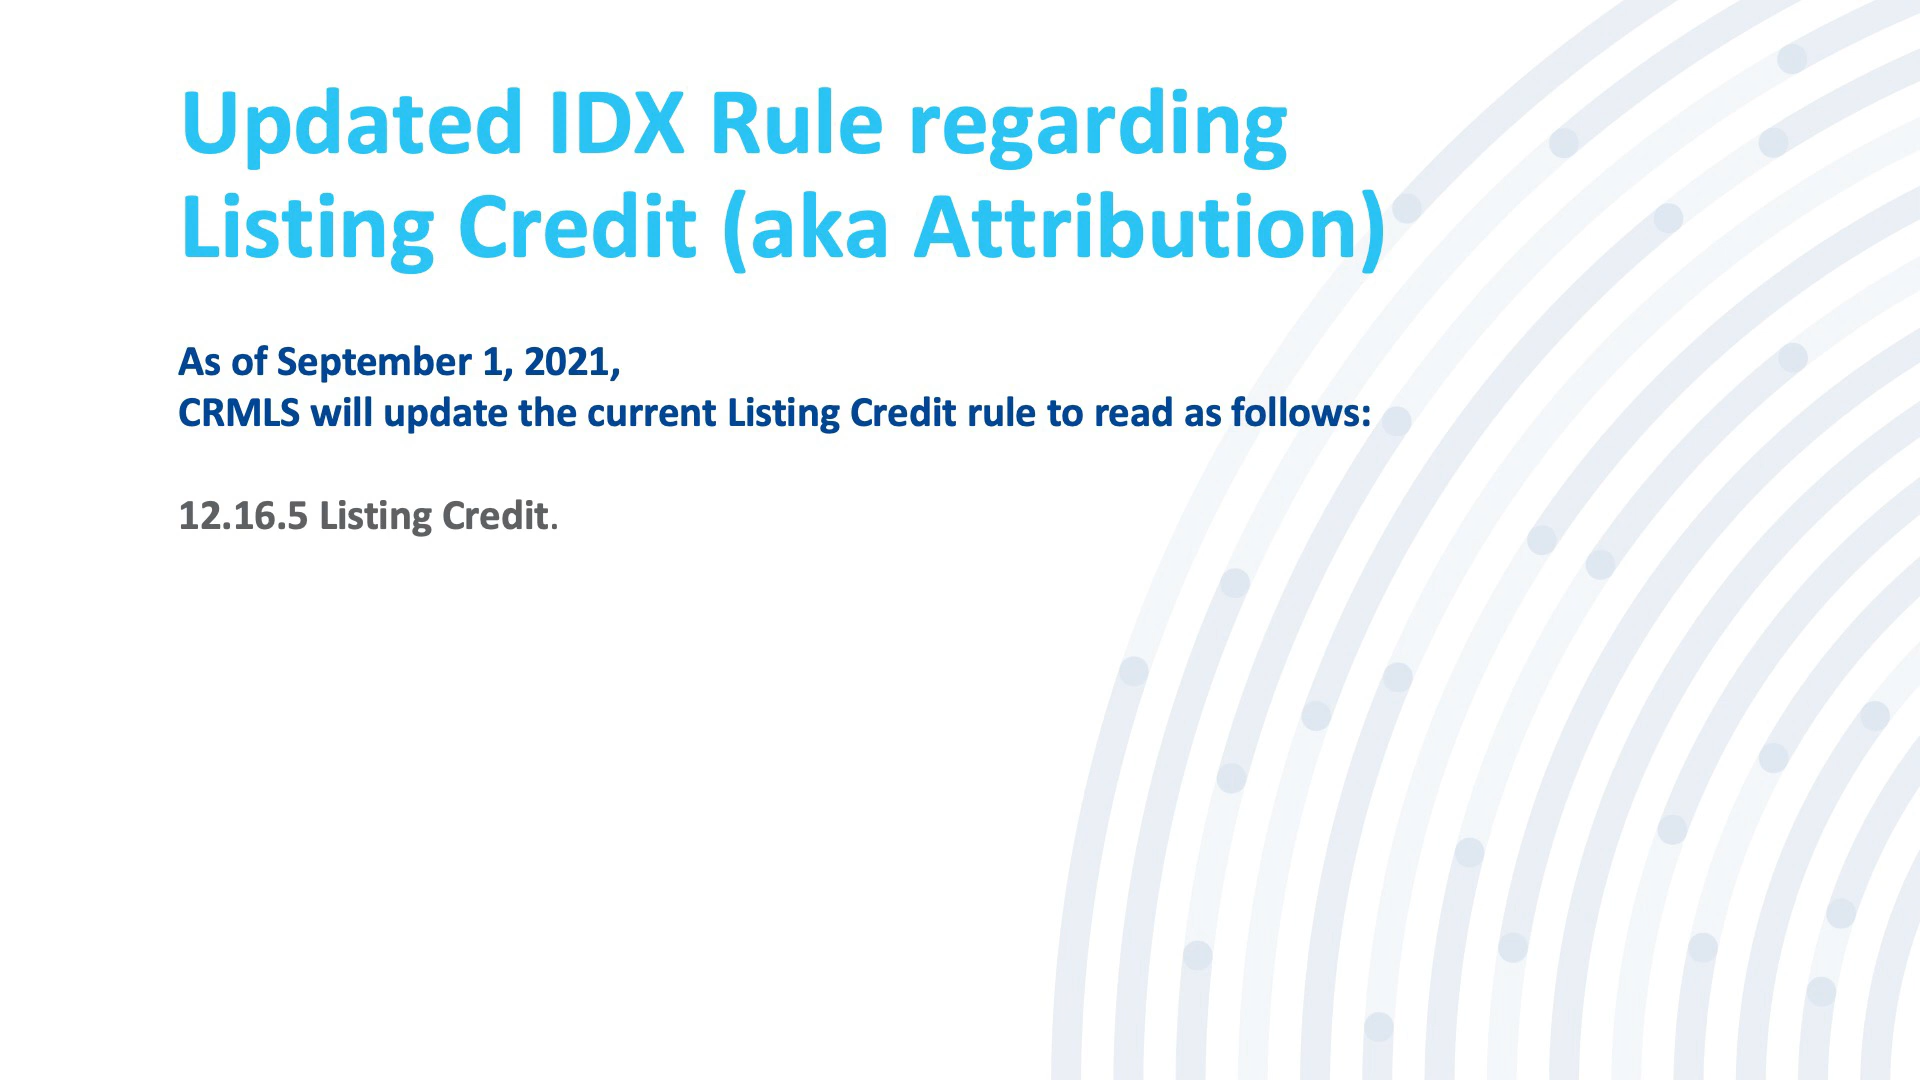 Updated IDX Rule regarding
Listing Credit (aka Attribution)
As of September 1, 2021,
CRMLS will update the current Listing Credit rule to read as follows:
12.16.5 Listing Credit.